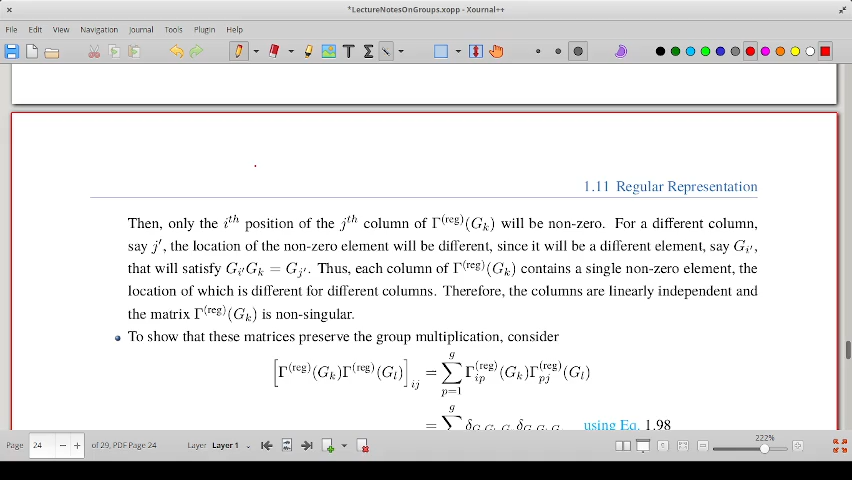 *LectureNotesOnGroups.xopp - Xournal++
File Edit View Navigation Journal Tools Plugin Help
1.11 Regular Representation
Then, only the i^{th} position of the j^{th} column of Γ^{(reg)}(G_k) will be non-zero. For a different column,
say j′, the location of the non-zero element will be different, since it will be a different element, say G_{i′},
that will satisfy G_{i′}G_k = G_{j′}. Thus, each column of Γ^{(reg)}(G_k) contains a single non-zero element, the
location of which is different for different columns. Therefore, the columns are linearly independent and
the matrix Γ^{(reg)}(G_k) is non-singular.
• To show that these matrices preserve the group multiplication, consider
[Γ^{(reg)}(G_k)Γ^{(reg)}(G_l)]_{ij} = ∑_{p=1}^{g} Γ_{ip}^{(reg)}(G_k)Γ_{pj}^{(reg)}(G_l)
= ∑^{g} using Eq. 1.98
Page 24 of 29, PDF Page 24 Layer Layer 1 222%